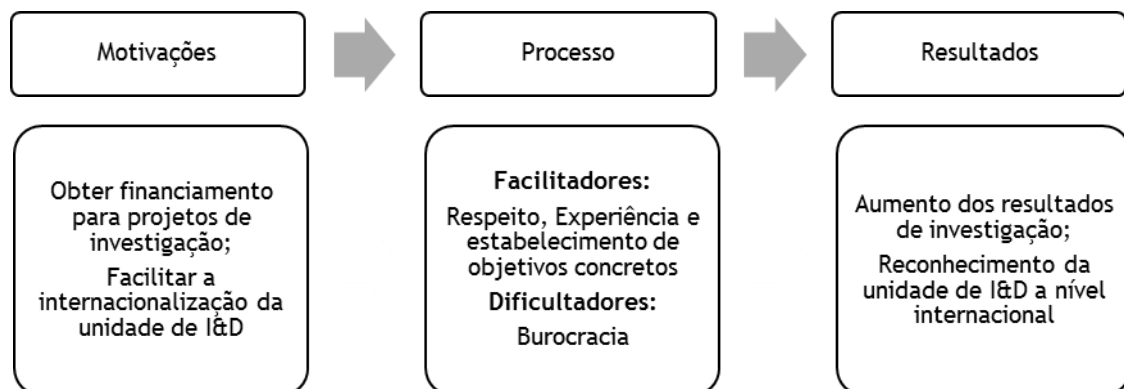 Motivações
Processo
Resultados
Obter financiamento
para projetos de
investigação;
Facilitar a
internacionalização da
unidade de I&D
Facilitadores:
Respeito, Experiência e
estabelecimento de
objetivos concretos
Dificultadores:
Burocracia
Aumento dos resultados
de investigação;
Reconhecimento da
unidade de I&D a nível
internacional